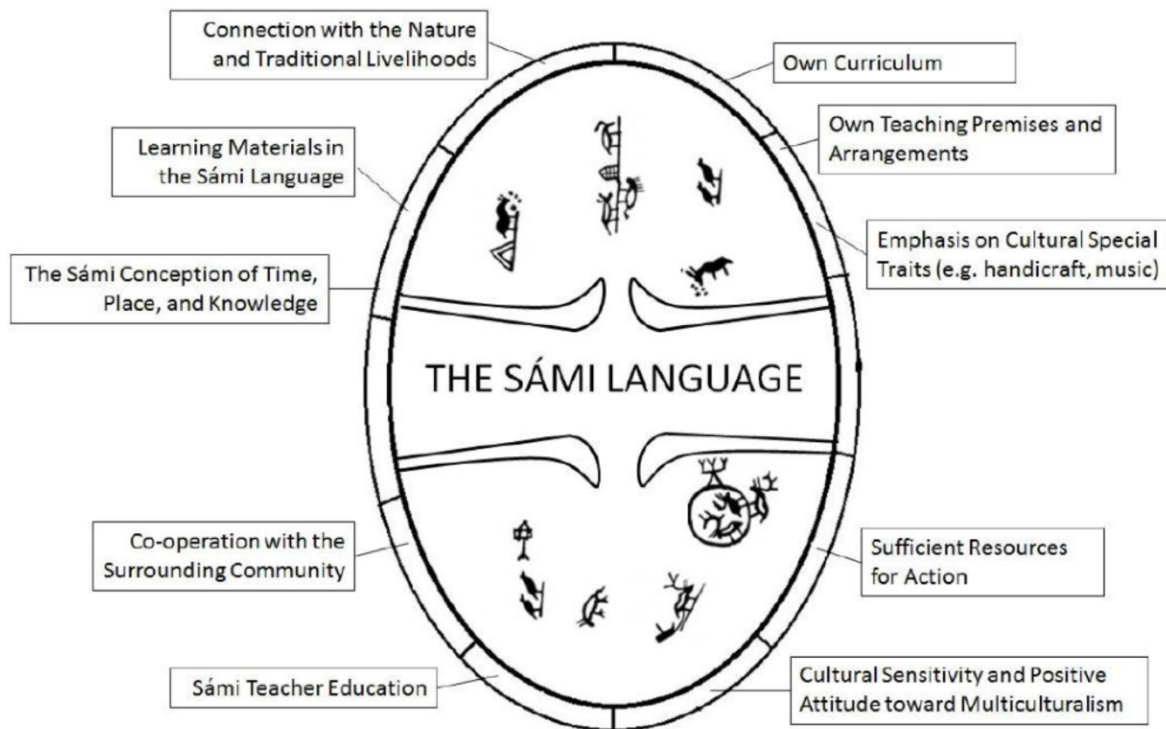 Connection with the Nature
and Traditional Livelihoods
Own Curriculum
Learning Materials in
the Sámi Language
Own Teaching Premises and
Arrangements
The Sámi Conception of Time,
Place, and Knowledge
Emphasis on Cultural Special
Traits (e.g. handicraft, music)
THE SÁMI LANGUAGE
Co-operation with the
Surrounding Community
Sufficient Resources
for Action
Sámi Teacher Education
Cultural Sensitivity and Positive
Attitude toward Multiculturalism